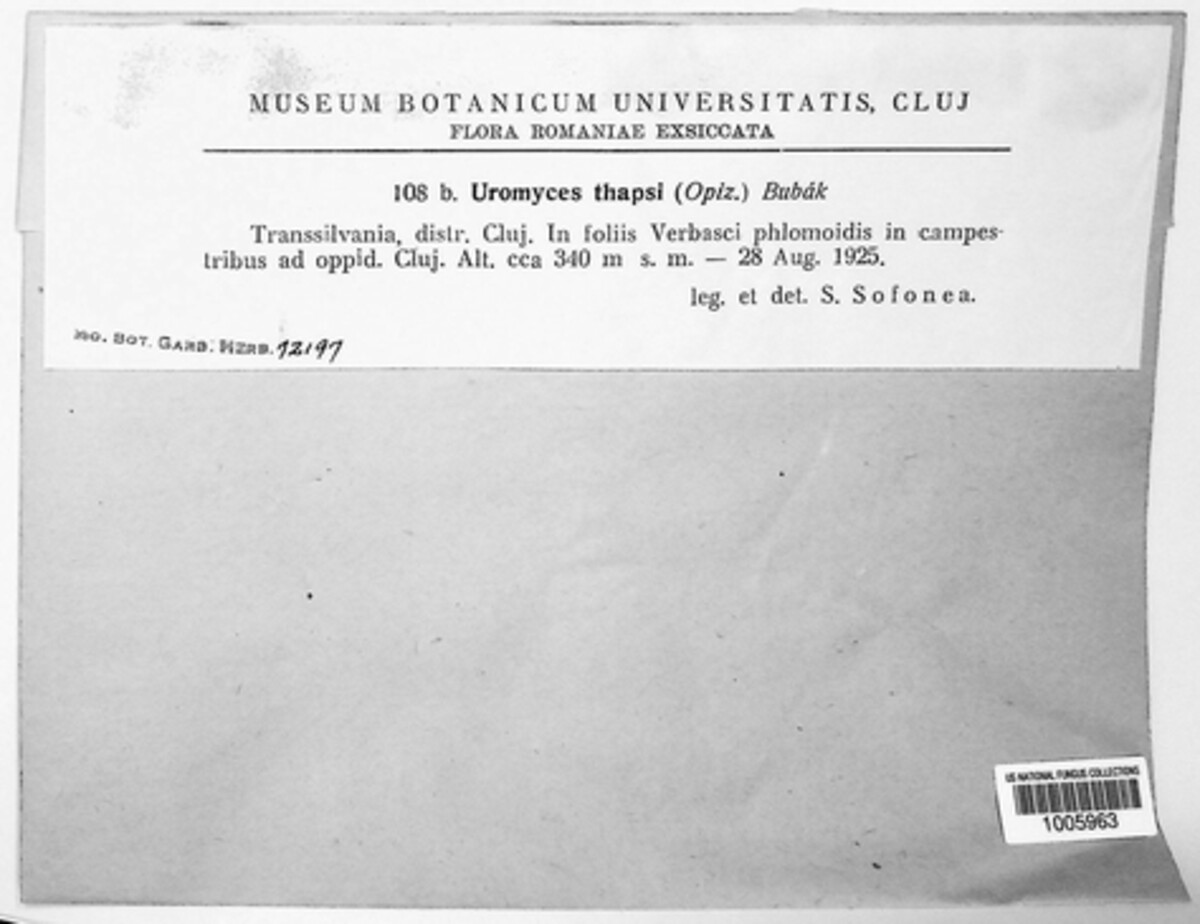 MUSEUM BOTANICUM UNIVERSITATIS, CLUJ
FLORA ROMANIAE EXSICCATA
108 b. Uromyces thapsi (Opiz.) Bubák
Transsilvania, distr. Cluj. In foliis Verbasci phlomoidis in campes-
tribus ad oppid. Cluj. Alt. cca 340 m s. m. — 28 Aug. 1925.
leg. et det. S. Sofonea.
MO. BOT. GARD. HERB. 12197
US NATIONAL FUNGUS COLLECTIONS
1005963